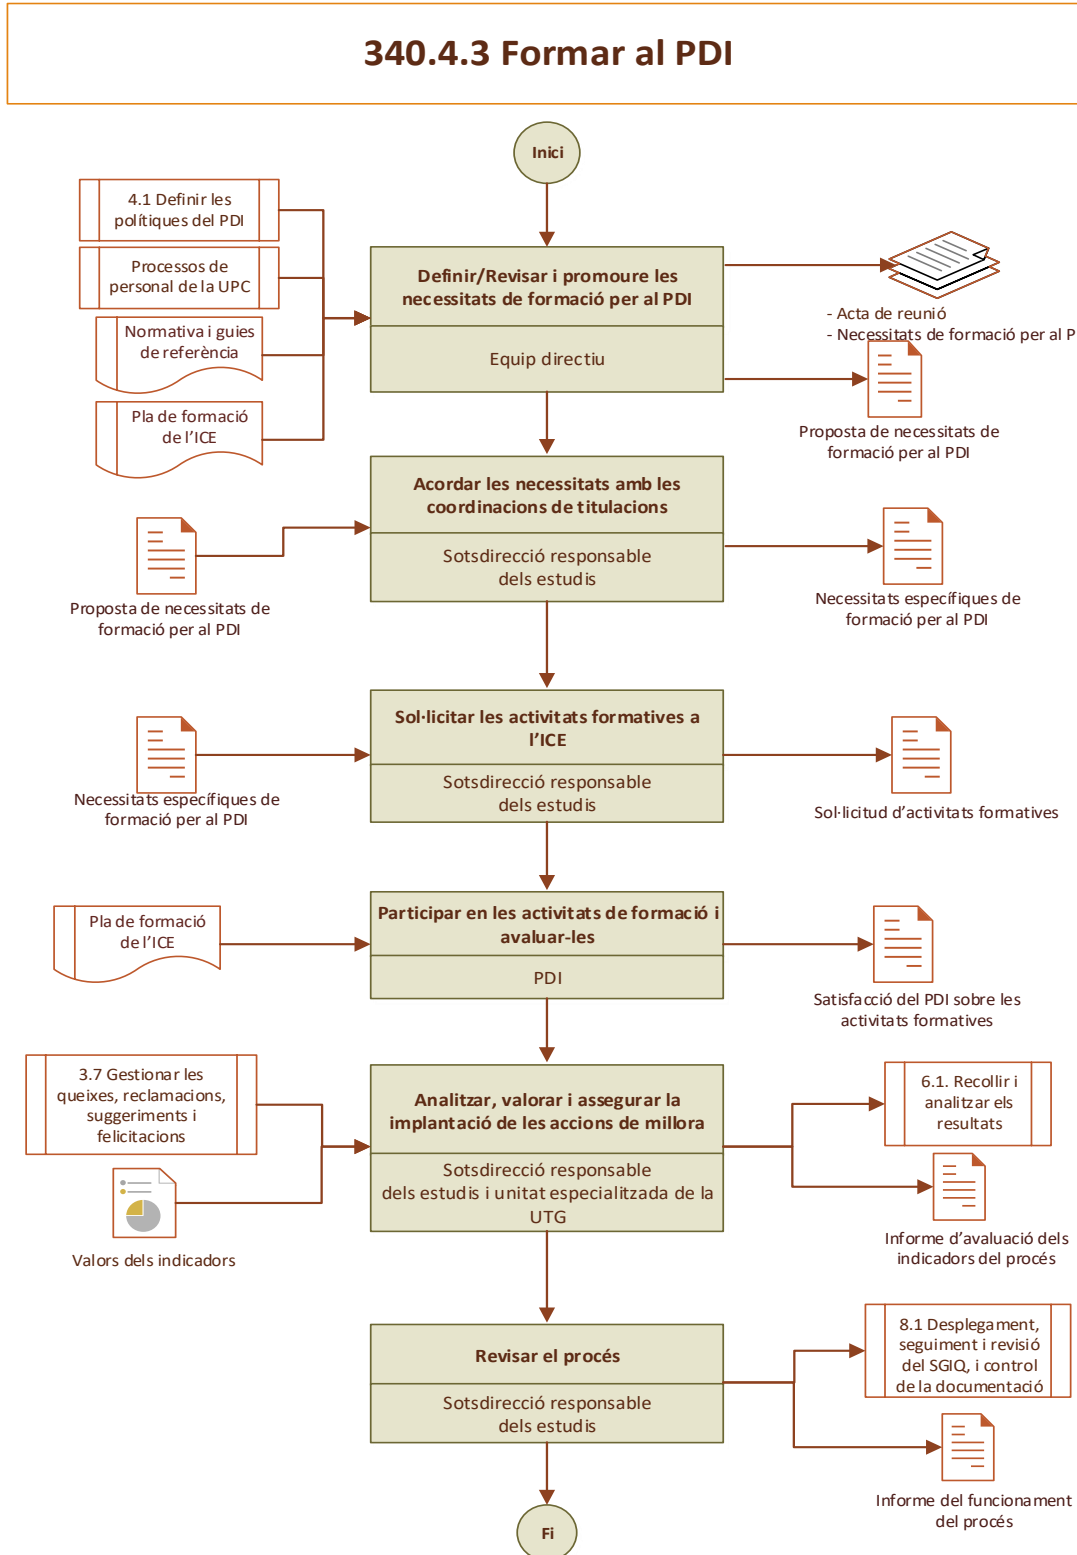 340.4.3 Formar al PDI
Inici
4.1 Definir les
polítiques del PDI
Processos de
personal de la UPC
Normativa i guies
de referència
Pla de formació
de l’ICE
Definir/Revisar i promoure les
necessitats de formació per al PDI
Equip directiu
- Acta de reunió
- Necessitats de formació per al P
Proposta de necessitats de
formació per al PDI
Acordar les necessitats amb les
coordinacions de titulacions
Sotsdirecció responsable
dels estudis
Proposta de necessitats de
formació per al PDI
Necessitats específiques de
formació per al PDI
Sol·licitar les activitats formatives a
l’ICE
Sotsdirecció responsable
dels estudis
Necessitats específiques de
formació per al PDI
Sol·licitud d’activitats formatives
Participar en les activitats de formació i
avaluar-les
PDI
Pla de formació
de l’ICE
Satisfacció del PDI sobre les
activitats formatives
3.7 Gestionar les
queixes, reclamacions,
suggeriments i
felicitacions
Valors dels indicadors
Analitzar, valorar i assegurar la
implantació de les accions de millora
Sotsdirecció responsable
dels estudis i unitat especialitzada de la
UTG
6.1. Recollir i
analitzar els
resultats
Informe d’avaluació dels
indicadors del procés
Revisar el procés
Sotsdirecció responsable
dels estudis
8.1 Desplegament,
seguiment i revisió
del SGIQ, i control
de la documentació
Informe del funcionament
del procés
Fi